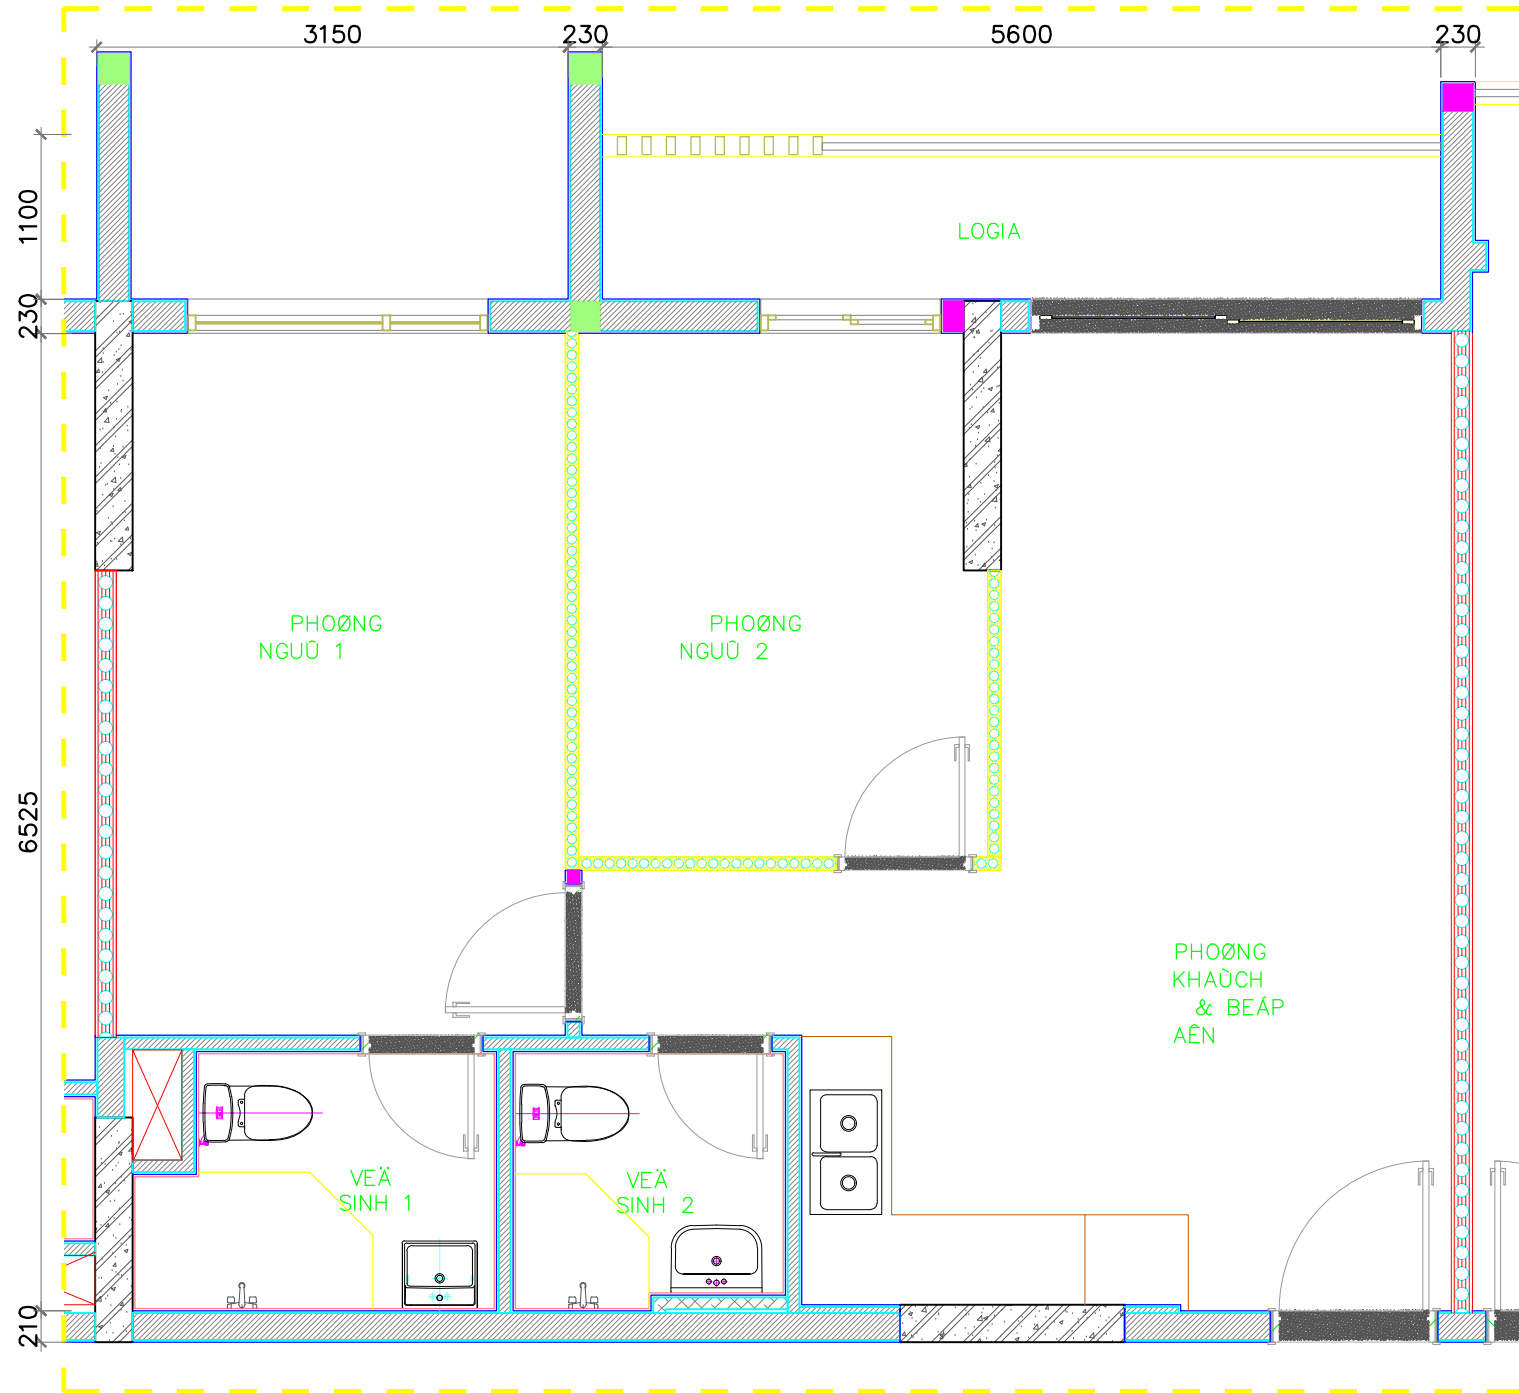 3150
230
5600
230
1100
LOGIA
230
PHOØNG
NGUÛ 1
PHOØNG
NGUÛ 2
6525
PHOØNG
KHAÙCH
& BEÁP
AÊN
VEÄ
SINH 1
VEÄ
SINH 2
210